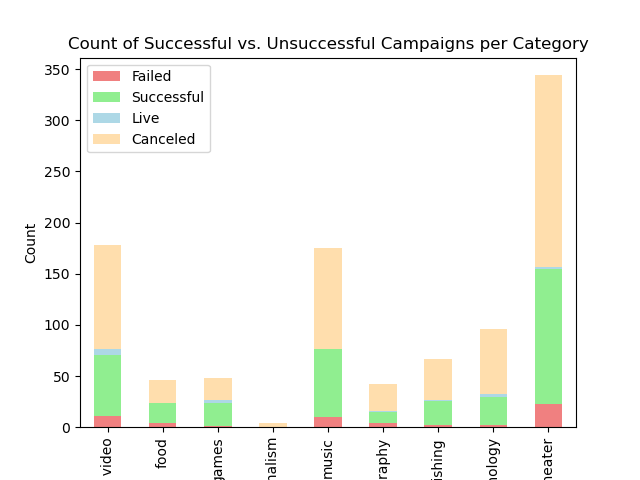 Count of Successful vs. Unsuccessful Campaigns per Category
Failed
Successful
Live
Canceled
Count
350
300
250
200
150
100
50
0
video
food
games
nalism
music
raphy
ishing
nology
heater